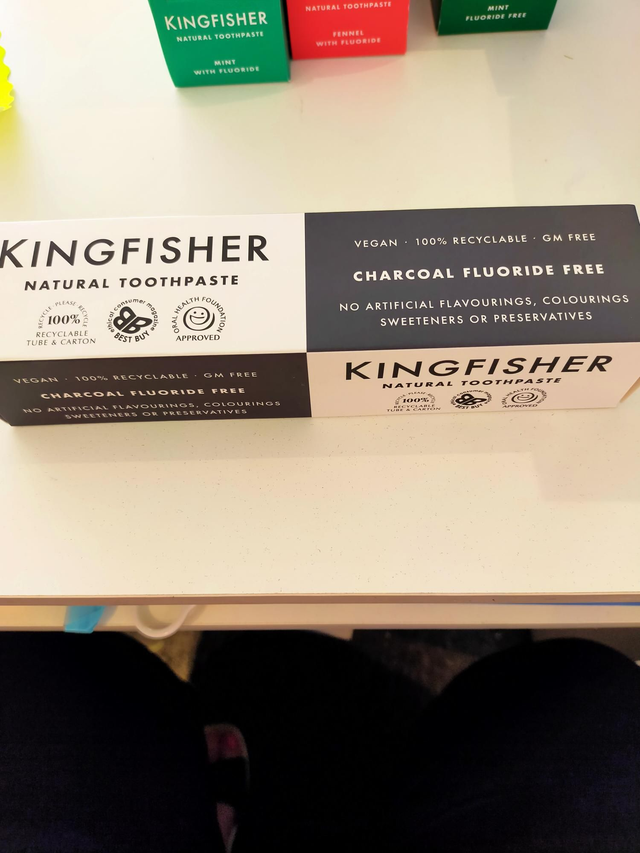 KINGFISHER
NATURAL TOOTHPASTE
MINT
WITH FLUORIDE
NATURAL TOOTHPASTE
FENNEL
WITH FLUORIDE
MINT
FLUORIDE FREE
KINGFISHER
NATURAL TOOTHPASTE
RECYCLE PLEASE RECYCLE
100%
RECYCLABLE
TUBE & CARTON
ethical consumer magazine
BEST BUY
ORAL HEALTH FOUNDATION
APPROVED
VEGAN · 100% RECYCLABLE · GM FREE
CHARCOAL FLUORIDE FREE
NO ARTIFICIAL FLAVOURINGS, COLOURINGS
SWEETENERS OR PRESERVATIVES
VEGAN · 100% RECYCLABLE · GM FREE
CHARCOAL FLUORIDE FREE
NO ARTIFICIAL FLAVOURINGS, COLOURINGS
SWEETENERS OR PRESERVATIVES
KINGFISHER
NATURAL TOOTHPASTE
100%
RECYCLABLE
TUBE & CARTON
BEST BUY
APPROVED